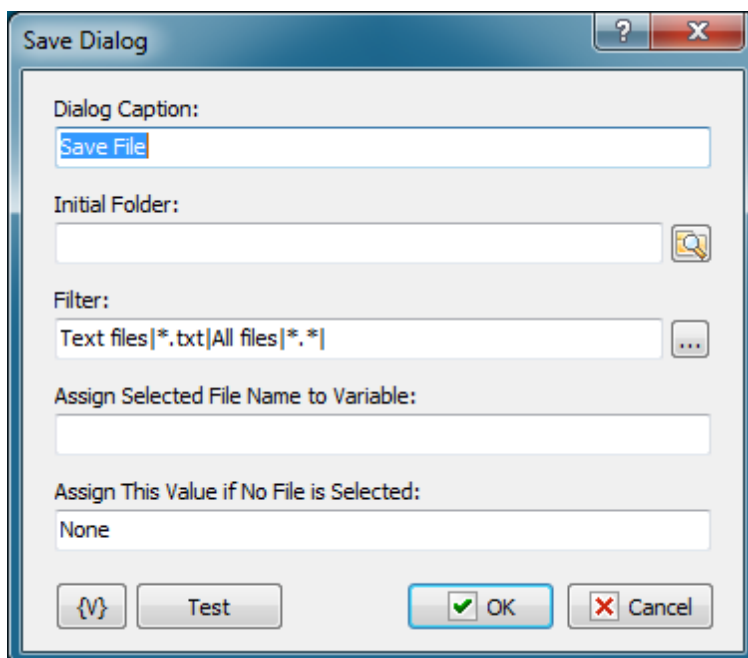 Save Dialog
?
Dialog Caption:
Save File
Initial Folder:
Filter:
Text files|*.txt|All files|*.*|
...
Assign Selected File Name to Variable:
Assign This Value if No File is Selected:
None
{V} Test OK Cancel